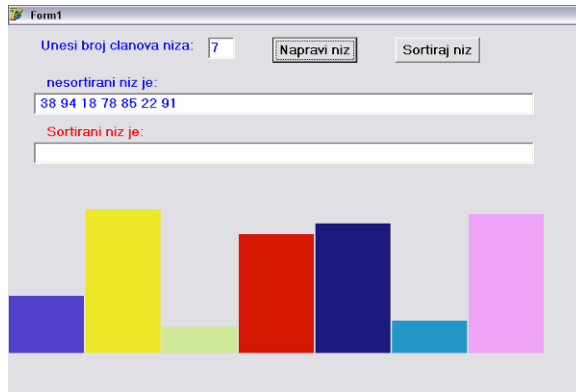 Form1
Unesi broj clanova niza: 7 Napravi niz Sortiraj niz
nesortirani niz je:
38 94 18 78 85 22 91
Sortirani niz je: